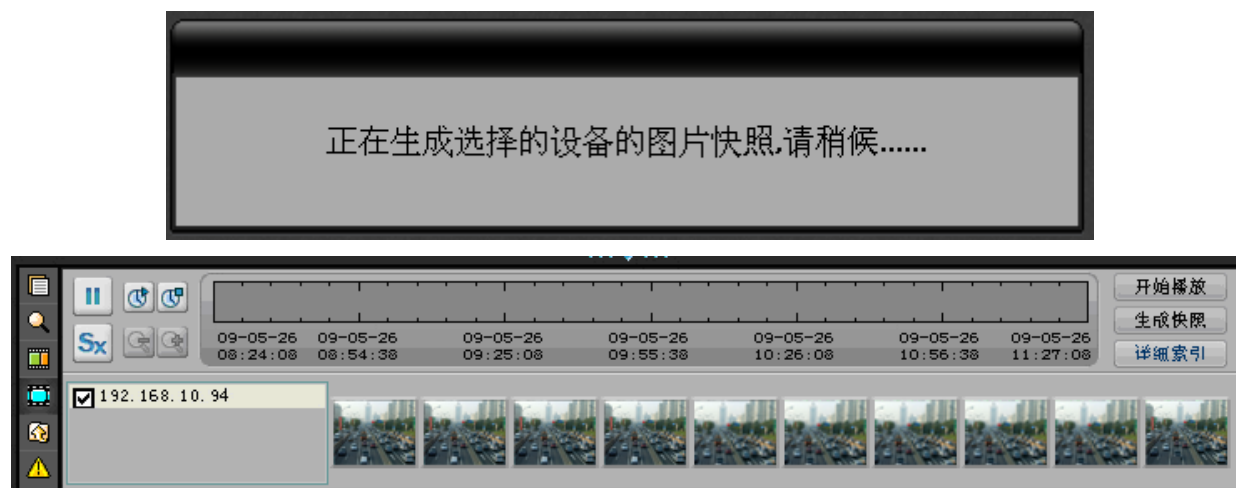 正在生成选择的设备的图片快照,请稍候......
开始播放
Sx
生成快照
09-05-26 09-05-26 09-05-26 09-05-26 09-05-26 09-05-26 09-05-26
08:24:08 08:54:38 09:25:08 09:55:38 10:26:08 10:56:38 11:27:08
详细索引
192.168.10.94